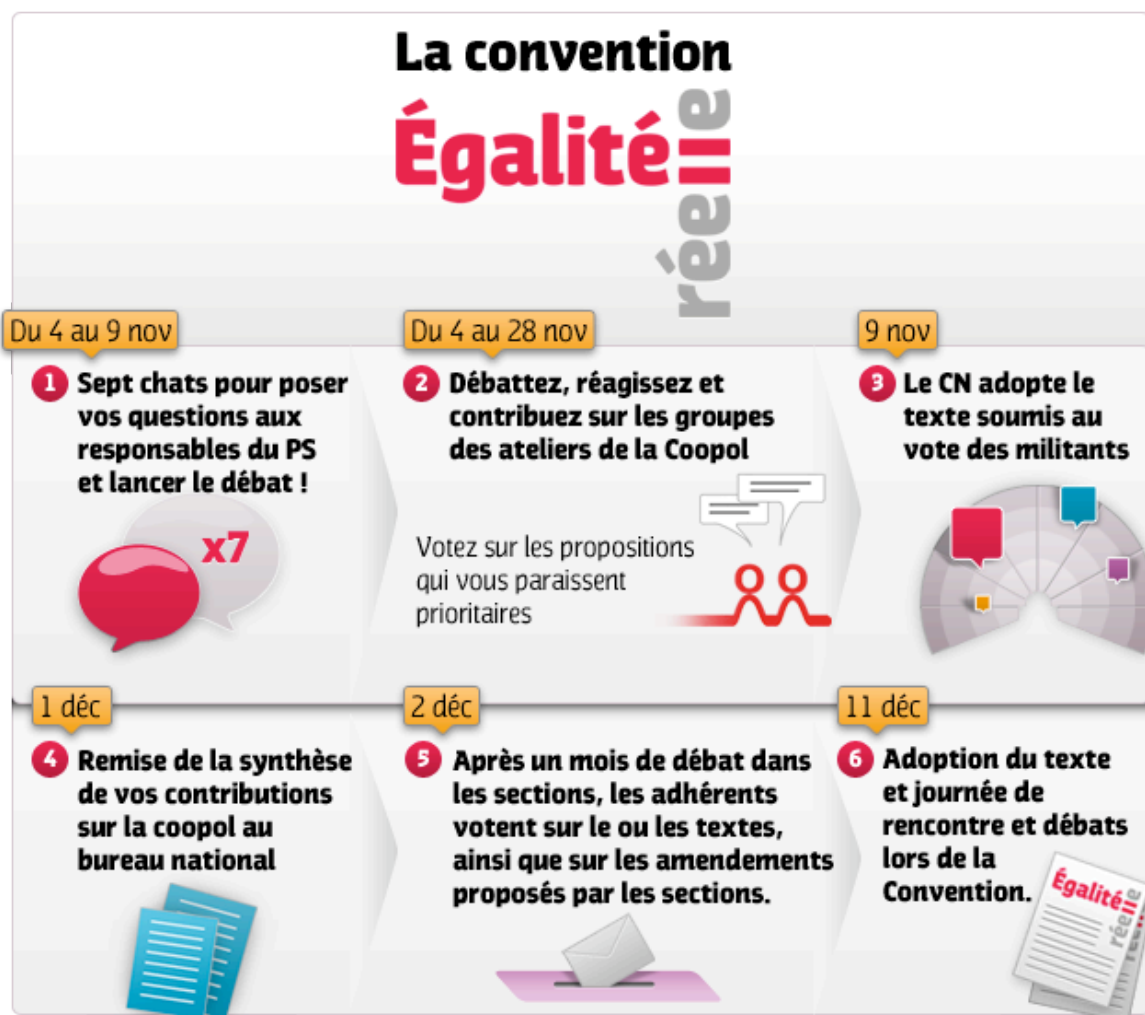 La convention
Égalité
réelle
Du 4 au 9 nov
1 Sept chats pour poser
vos questions aux
responsables du PS
et lancer le débat !
x7
Du 4 au 28 nov
2 Débattez, réagissez et
contribuez sur les groupes
des ateliers de la Coopol
Votez sur les propositions
qui vous paraissent
prioritaires
9 nov
3 Le CN adopte le
texte soumis au
vote des militants
1 déc
4 Remise de la synthèse
de vos contributions
sur la coopol au
bureau national
2 déc
5 Après un mois de débat dans
les sections, les adhérents
votent sur le ou les textes,
ainsi que sur les amendements
proposés par les sections.
11 déc
6 Adoption du texte
et journée de
rencontre et débats
lors de la
Convention.
Égalité
réelle